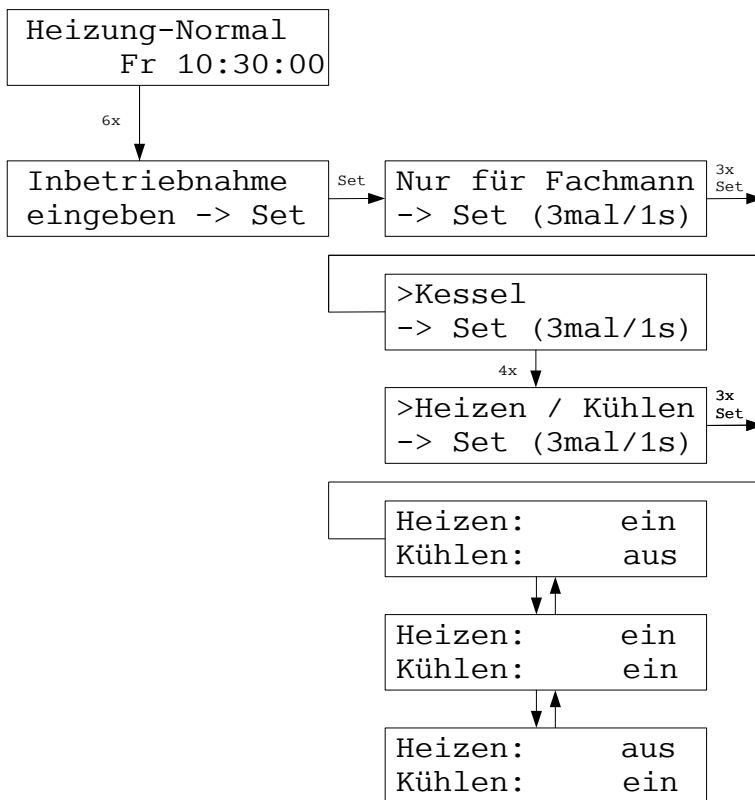 Heizung-Normal
Fr 10:30:00
6x
Inbetriebnahme
eingeben -> Set
Set
Nur für Fachmann
-> Set (3mal/1s)
3x
Set
>Kessel
-> Set (3mal/1s)
4x
>Heizen / Kühlen
-> Set (3mal/1s)
3x
Set
Heizen: ein
Kühlen: aus
Heizen: ein
Kühlen: ein
Heizen: aus
Kühlen: ein